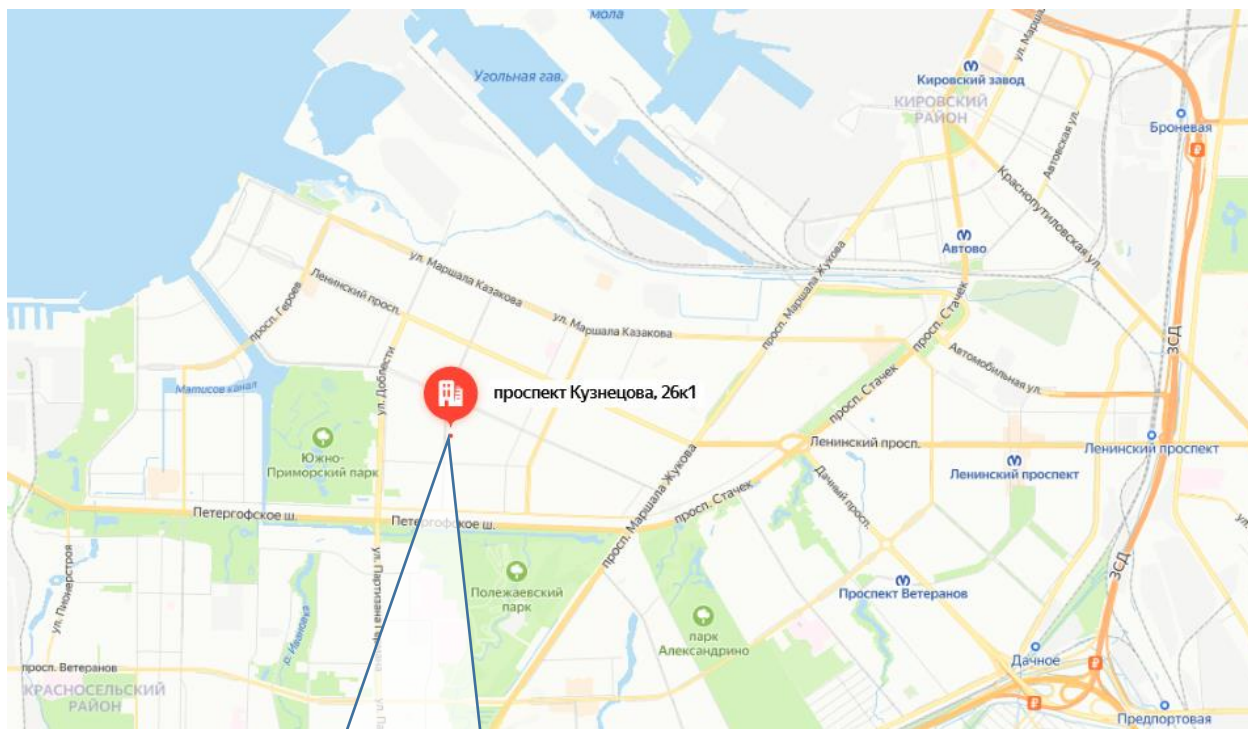 мола
Угольная гав.
ул. Марша
Кировский завод
КИРОВСКИЙ
РАЙОН
Броневая
Автовская ул.
Краснопутиловская ул.
Автово
ул. Маршала Казакова
Ленинский просп.
просп. Героев
ул. Маршала Казакова
просп. Маршала Жукова
просп. Стачек
ЗСД
Автомобильная ул.
Матисов канал
ул. Доблести
проспект Кузнецова, 26к1
просп. Стачек
Южно-
Приморский парк
Ленинский просп.
Ленинский проспект
Ленинский проспект
Дачный просп.
Петергофское ш.
Петергофское ш.
просп. Маршала Жукова
просп. Стачек
ул. Пионерстроя
р. Ивановка
ул. Партизана Гер
Полежаевский
парк
Проспект Ветеранов
ЗСД
парк
Александрино
просп. Ветеранов
КРАСНОСЕЛЬСКИЙ
РАЙОН
Дачное
Предпортовая